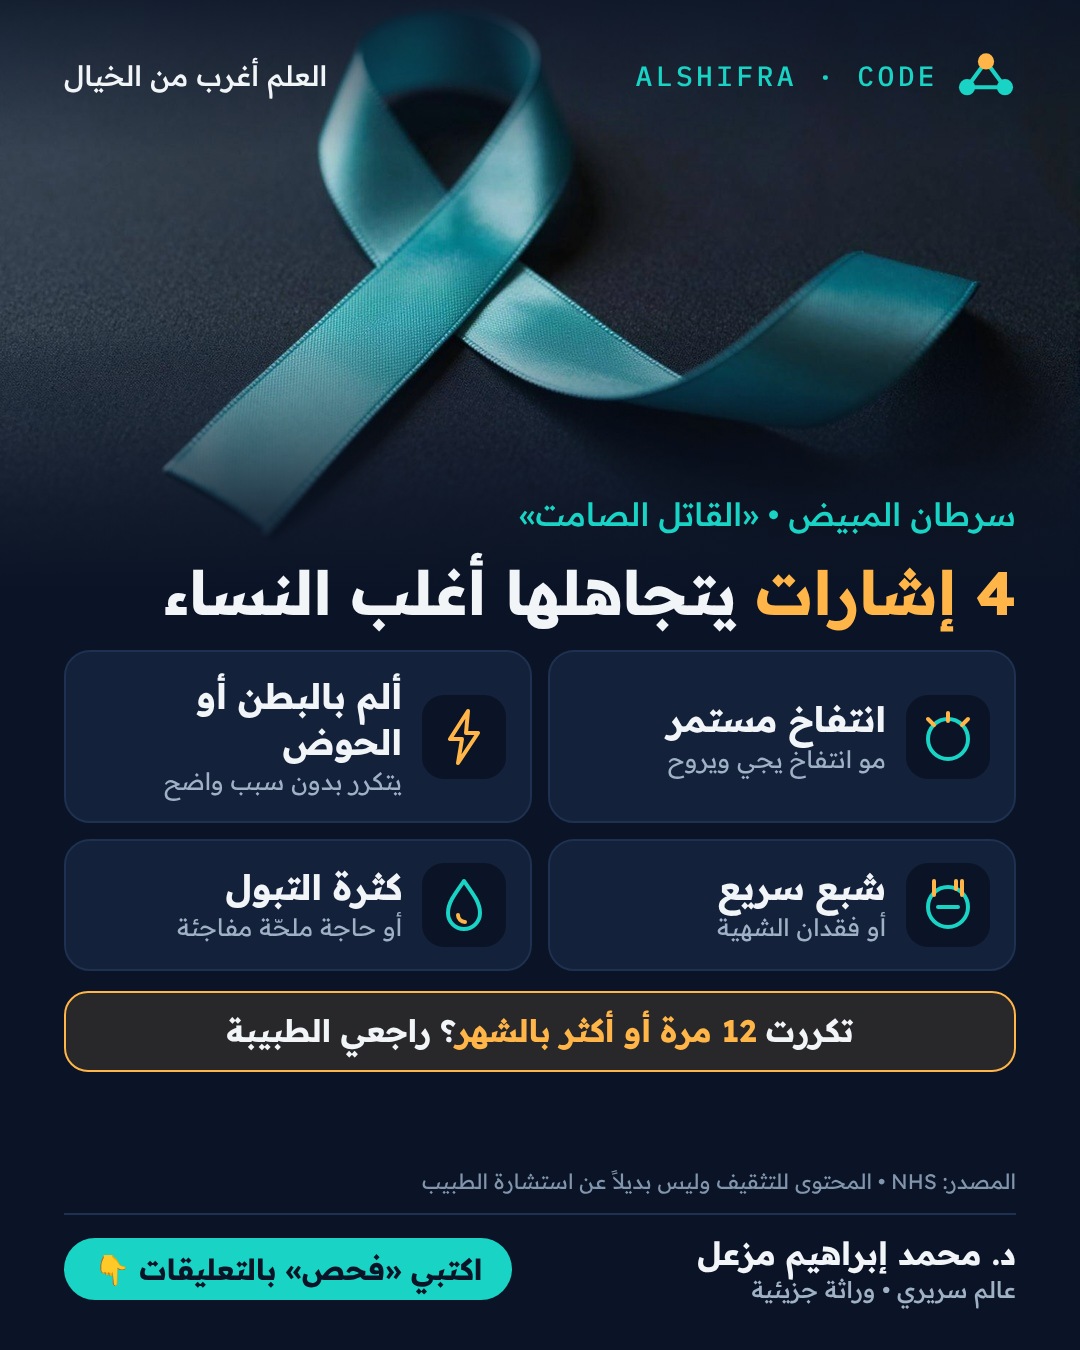 ALSHIFRA · CODE
العلم أغرب من الخيال
سرطان المبيض • «القاتل الصامت»
4 إشارات يتجاهلها أغلب النساء
انتفاخ مستمر
مو انتفاخ يجي ويروح
ألم بالبطن أو
الحوض
يتكرر بدون سبب واضح
شبع سريع
أو فقدان الشهية
كثرة التبول
أو حاجة ملحّة مفاجئة
تكررت 12 مرة أو أكثر بالشهر؟ راجعي الطبيبة
المصدر: NHS • المحتوى للتثقيف وليس بديلاً عن استشارة الطبيب
د. محمد إبراهيم مزعل
عالم سريري • وراثة جزيئية
اكتبي «فحص» بالتعليقات 👇